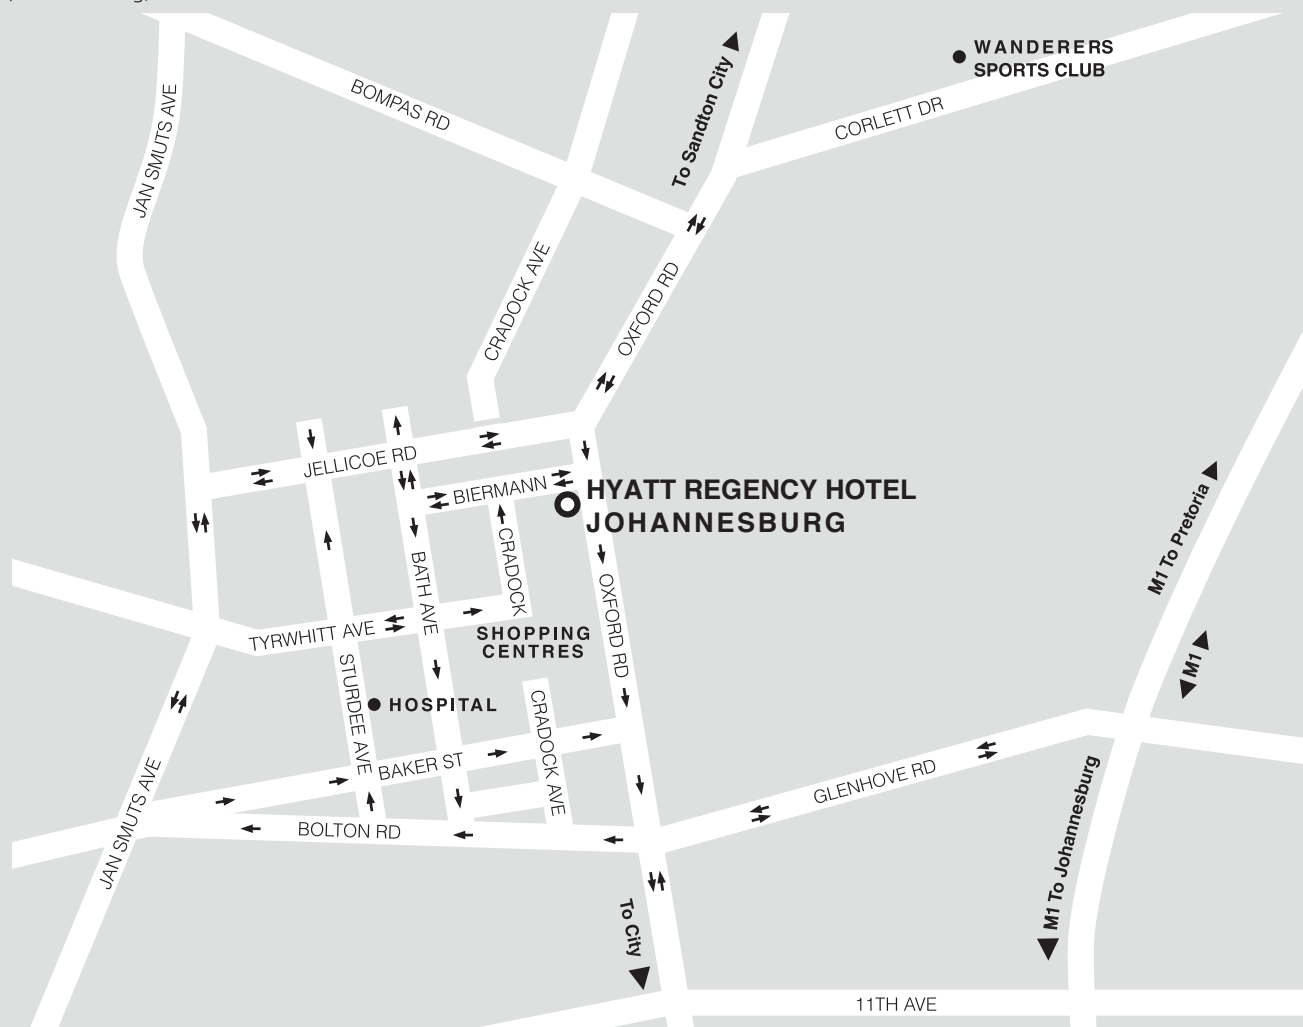 WANDERERS
SPORTS CLUB
BOMPAS RD
JAN SMUTS AVE
To Sandton City
CORLETT DR
CRADOCK AVE
OXFORD RD
JELLICOE RD
BIERMANN
HYATT REGENCY HOTEL
JOHANNESBURG
M1 To Pretoria
CRADOCK
BATH AVE
OXFORD RD
TYRWHITT AVE
SHOPPING
CENTRES
M1
STURDEE AVE
HOSPITAL
CRADOCK AVE
BAKER ST
GLENHOVE RD
JAN SMUTS AVE
BOLTON RD
M1 To Johannesburg
To City
11TH AVE